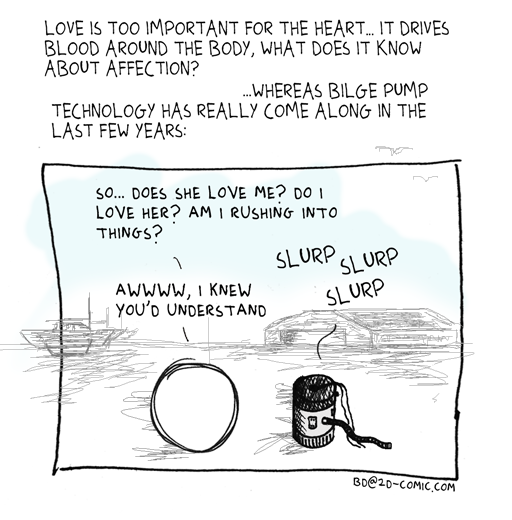 LOVE IS TOO IMPORTANT FOR THE HEART... IT DRIVES
BLOOD AROUND THE BODY, WHAT DOES IT KNOW
ABOUT AFFECTION?
...WHEREAS BILGE PUMP
TECHNOLOGY HAS REALLY COME ALONG IN THE
LAST FEW YEARS:
SO... DOES SHE LOVE ME? DO I
LOVE HER? AM I RUSHING INTO
THINGS?
SLURP SLURP
SLURP
AWWWW, I KNEW
YOU'D UNDERSTAND
BD@2D-COMIC.COM